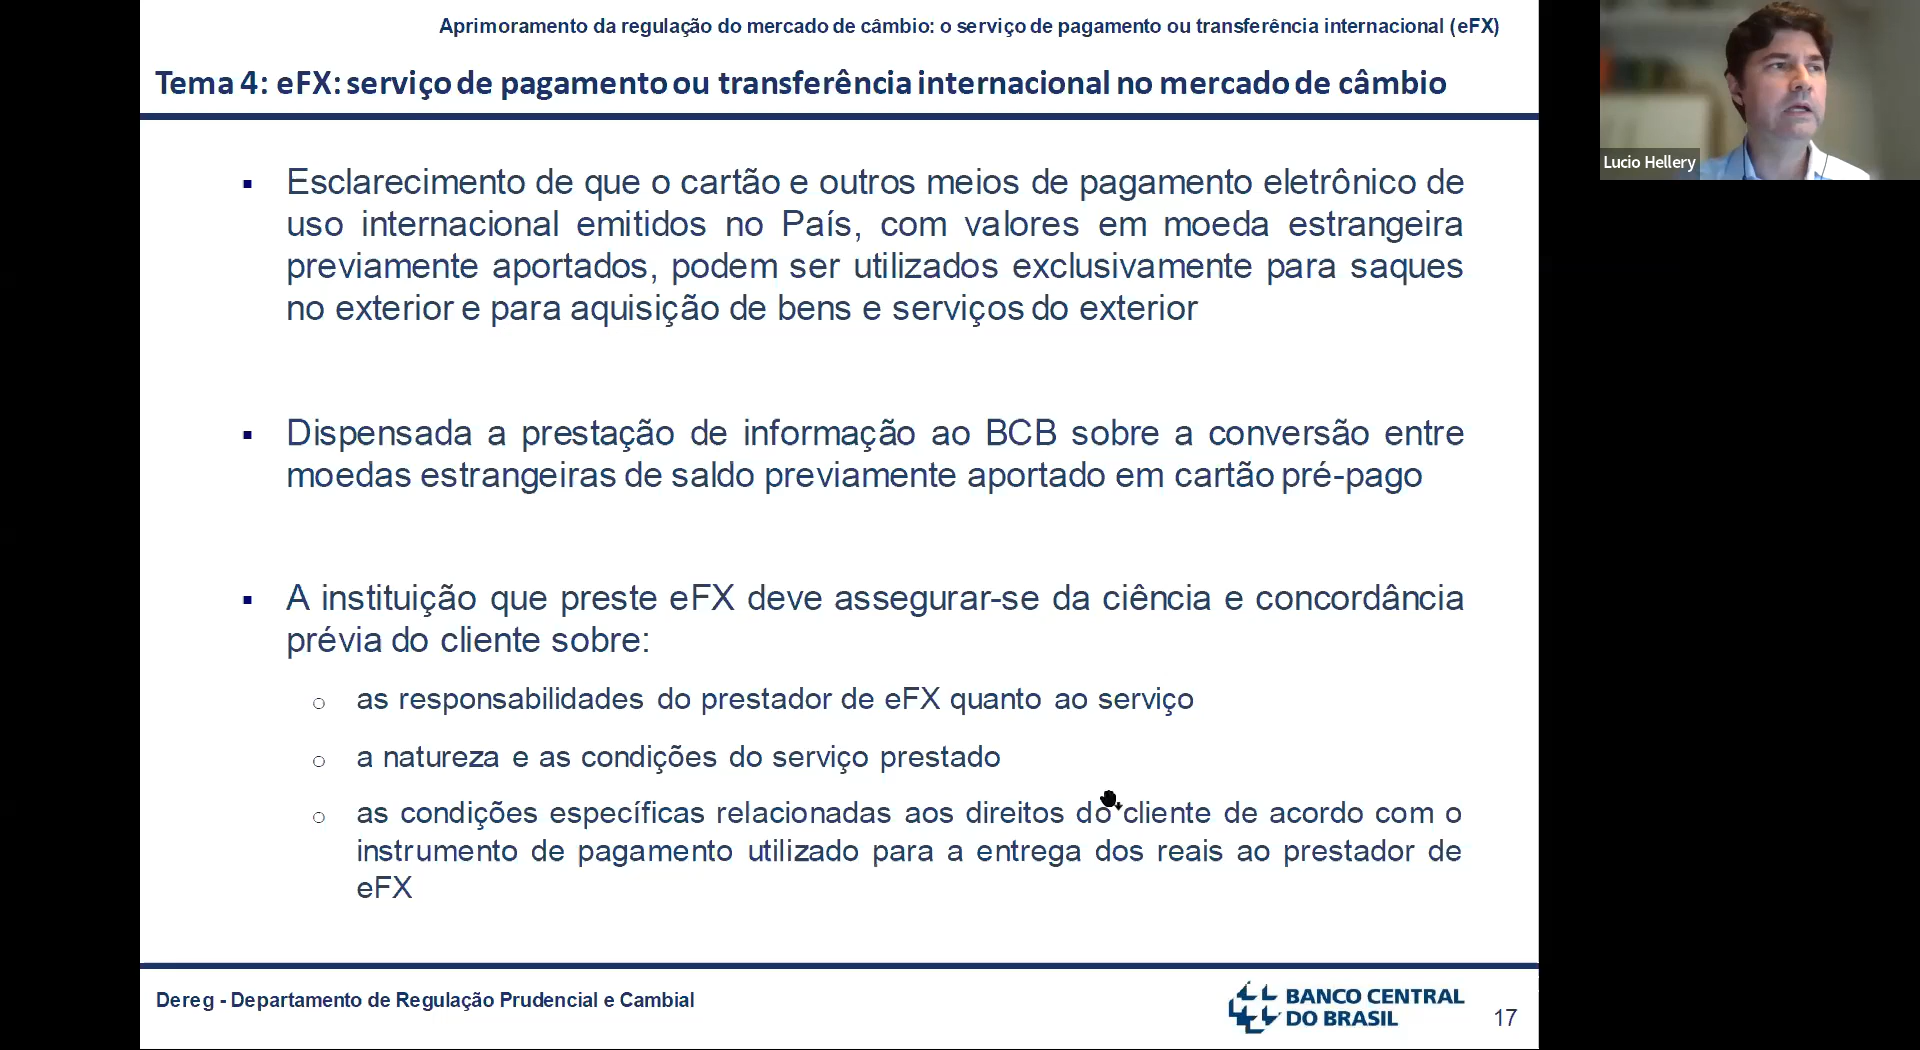 Aprimoramento da regulação do mercado de câmbio: o serviço de pagamento ou transferência internacional (eFX)
Tema 4: eFX: serviço de pagamento ou transferência internacional no mercado de câmbio
Lucio Hellery
▪ Esclarecimento de que o cartão e outros meios de pagamento eletrônico de
uso internacional emitidos no País, com valores em moeda estrangeira
previamente aportados, podem ser utilizados exclusivamente para saques
no exterior e para aquisição de bens e serviços do exterior
▪ Dispensada a prestação de informação ao BCB sobre a conversão entre
moedas estrangeiras de saldo previamente aportado em cartão pré-pago
▪ A instituição que preste eFX deve assegurar-se da ciência e concordância
prévia do cliente sobre:
o as responsabilidades do prestador de eFX quanto ao serviço
o a natureza e as condições do serviço prestado
o as condições específicas relacionadas aos direitos do cliente de acordo com o
instrumento de pagamento utilizado para a entrega dos reais ao prestador de
eFX
Dereg - Departamento de Regulação Prudencial e Cambial
BANCO CENTRAL
DO BRASIL
17